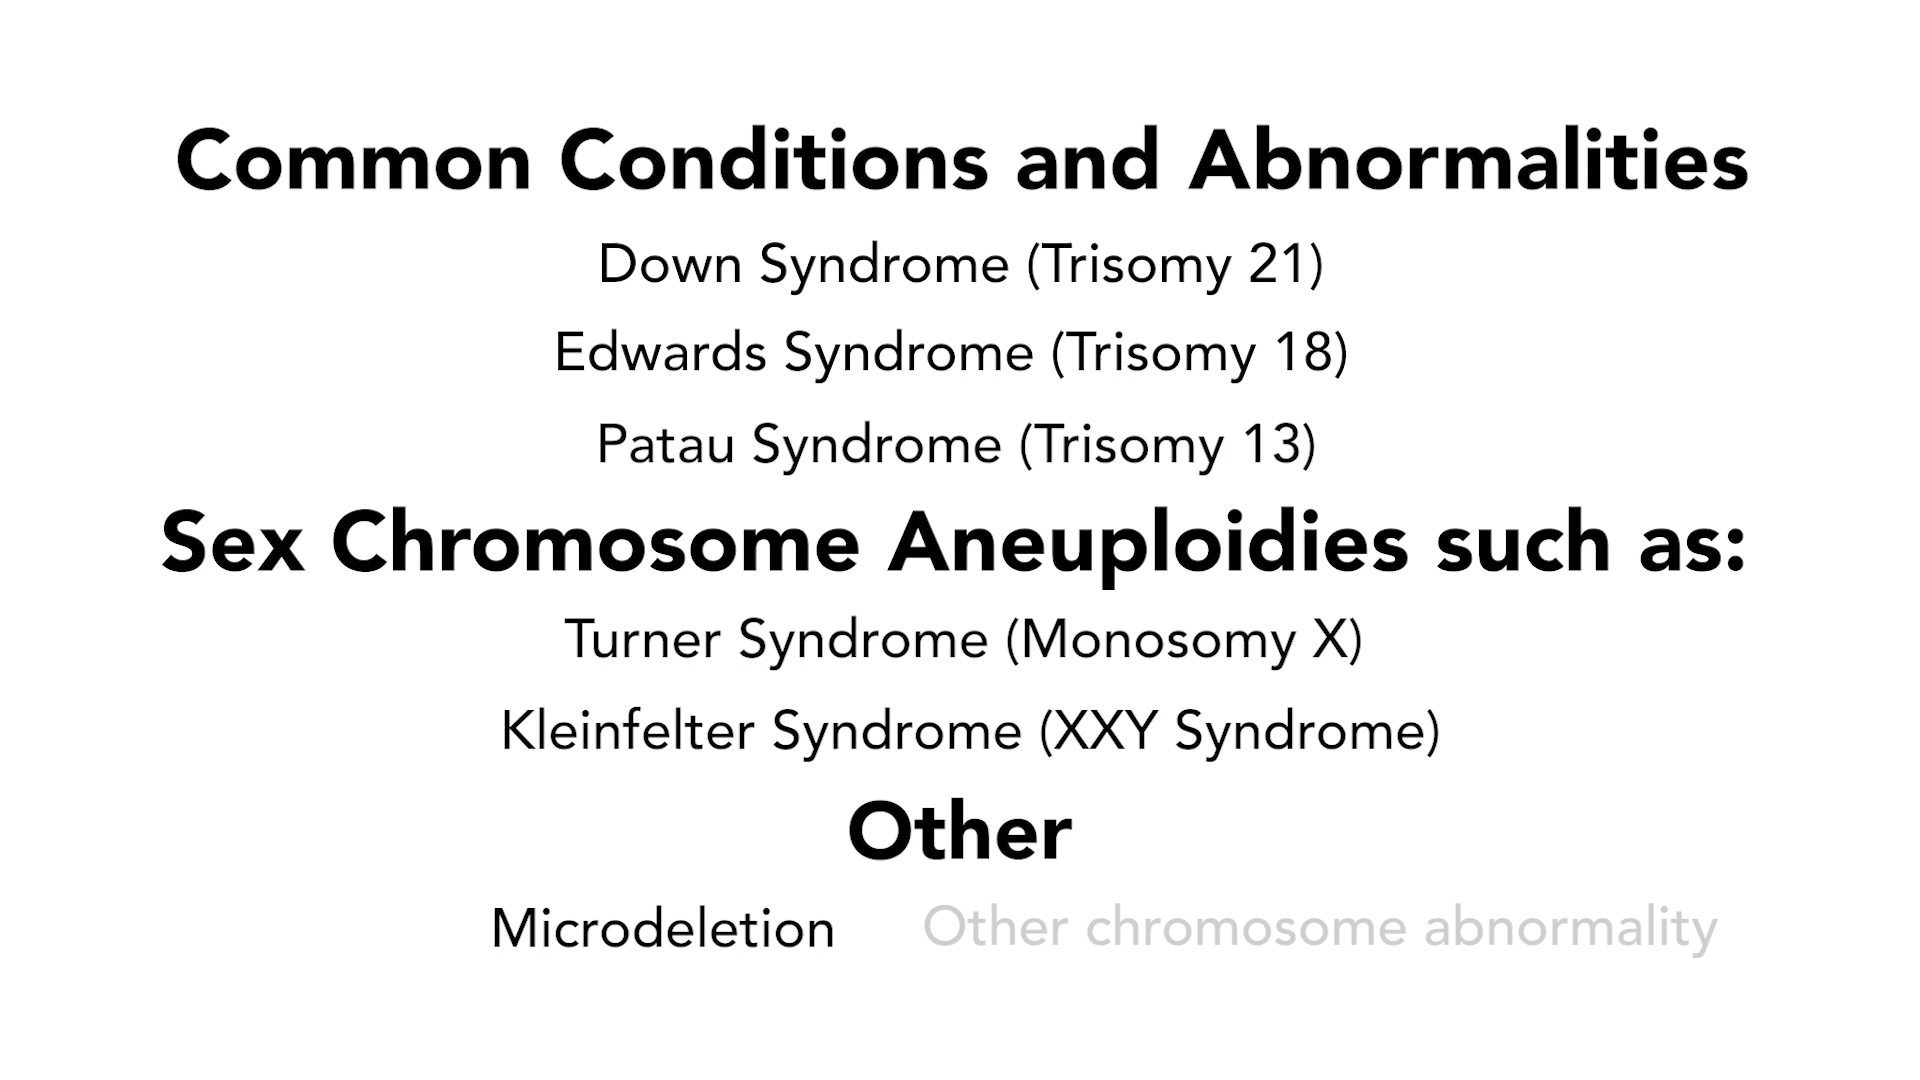 Common Conditions and Abnormalities
Down Syndrome (Trisomy 21)
Edwards Syndrome (Trisomy 18)
Patau Syndrome (Trisomy 13)
Sex Chromosome Aneuploidies such as:
Turner Syndrome (Monosomy X)
Kleinfelter Syndrome (XXY Syndrome)
Other
Microdeletion Other chromosome abnormality